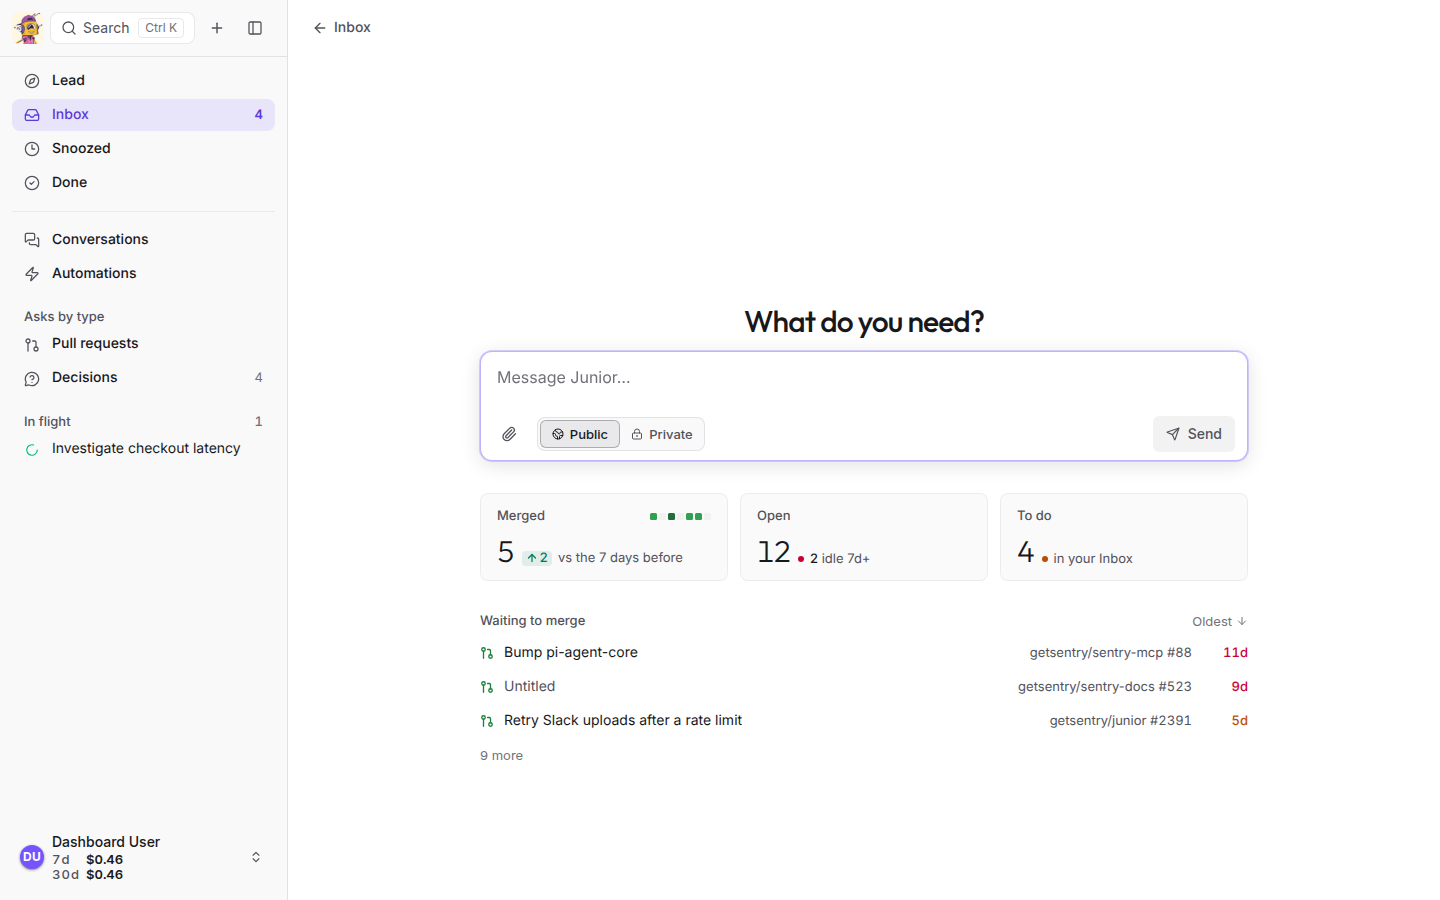 Search Ctrl K
Lead
Inbox 4
Snoozed
Done
Conversations
Automations
Asks by type
Pull requests
Decisions 4
In flight 1
Investigate checkout latency
DU Dashboard User
7d $0.46
30d $0.46
Inbox
What do you need?
Message Junior...
Public Private Send
Merged
5 2 vs the 7 days before
Open
12 2 idle 7d+
To do
4 in your Inbox
Waiting to merge Oldest
Bump pi-agent-core getsentry/sentry-mcp #88 11d
Untitled getsentry/sentry-docs #523 9d
Retry Slack uploads after a rate limit getsentry/junior #2391 5d
9 more